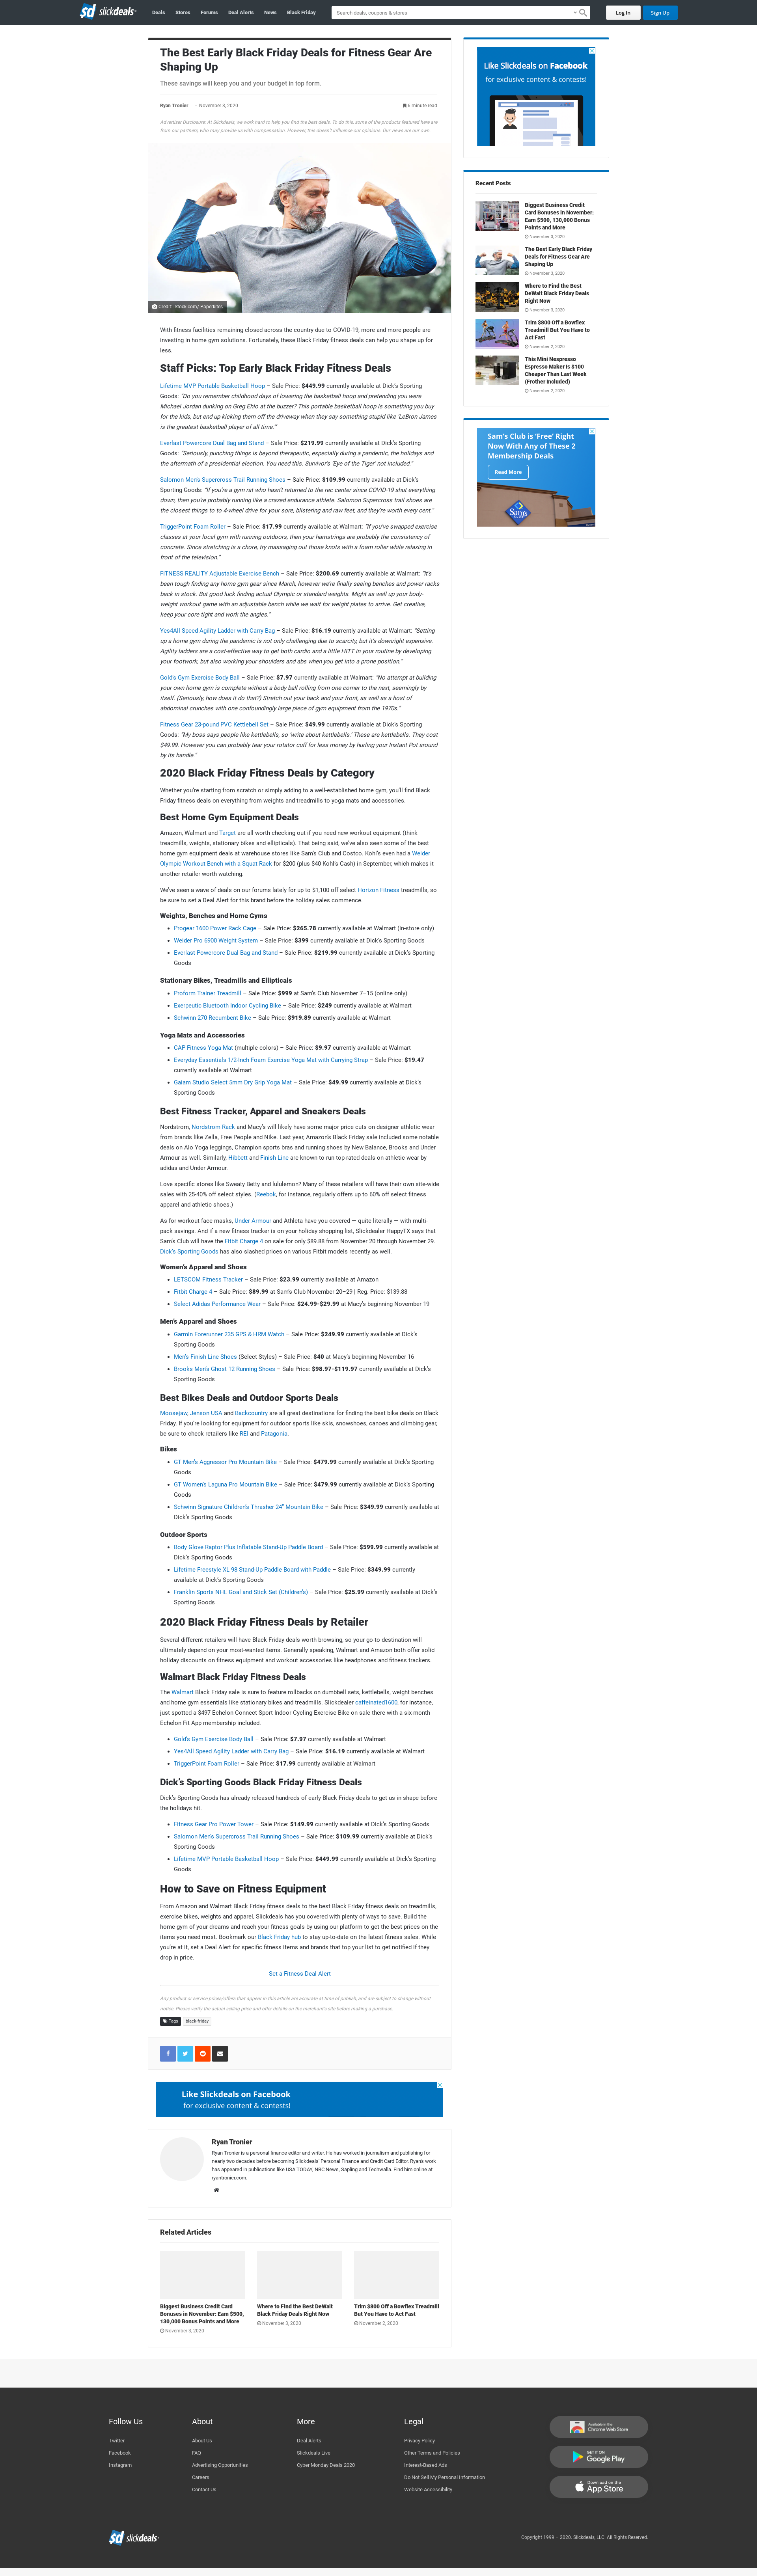 slickdeals
Deals
Stores
Forums
Deal Alerts
News
Black Friday
Search deals, coupons & stores
Log In
Sign Up
The Best Early Black Friday Deals for Fitness Gear Are
Shaping Up
These savings will keep you and your budget in top form.
Ryan Tronier
November 3, 2020
6 minute read
Advertiser Disclosure: At Slickdeals, we work hard to help you find the best deals. To do this, some of the products featured here are
from our partners, who may provide us with compensation. However, this doesn't influence our opinions. Our views are our own.
Credit: iStock.com/ Paperkites
With fitness facilities remaining closed across the country due to COVID-19, more and more people are
investing in home gym solutions. Fortunately, these Black Friday fitness deals can help you shape up for
less.
Staff Picks: Top Early Black Friday Fitness Deals
Lifetime MVP Portable Basketball Hoop – Sale Price: $449.99 currently available at Dick's Sporting
Goods: "Do you remember childhood days of lowering the basketball hoop and pretending you were
Michael Jordan dunking on Greg Ehlo at the buzzer? This portable basketball hoop is something you buy
for the kids, but end up kicking them off the driveway when they say something silly such 'LeBron James
is the greatest basketball player of all time.'"
Everlast Powercore Dual Bag and Stand – Sale Price: $219.99 currently available at Dick's Sporting
Goods: "Seriously, punching things is beyond therapeutic, especially during a pandemic, the holidays and
the aftermath of a presidential election. You need this. Survivor's 'Eye of the Tiger' not included."
Salomon Men's Supercross Trail Running Shoes – Sale Price: $109.99 currently available at Dick's
Sporting Goods: "If you're a gym rat who hasn't returned to the rec center since COVID-19 shut everything
down, then you're probably running like a crazed endurance athlete. Salomon Supercross trail shoes are
the closest things to a 4-wheel drive for your soles, shimmering over any terrain but, hey, they're every worth every cent."
TriggerPoint Foam Roller – Sale Price: $17.99 currently available at Walmart: "If you've swapped exercise
classes at your local gym with running outdoors, then your hamstrings are probably the consistency of
cement. Since restaging a couch is a chore, try massaging out those knots with a foam roller while relaxing in
front of the television."
FITNESS REALITY Adjustable Exercise Bench – Sale Price: $200.69 currently available at Walmart: "It's
been tough finding any home gym gear since March, however we're finally seeing benches and power racks
back in stock. But good luck finding actual Olympic or standard weights. Might as well amp up your body-
weight workout game with an adjustable bench while we wait for weight plates to arrive. Get creative,
keep your core tight and work the angles."
Yes4All Speed Agility Ladder with Carry Bag – Sale Price: $16.19 currently available at Walmart: "Setting
up a home gym during the pandemic is not only challenging due to scarcity, but it's downright expensive.
Agility ladders are a cost-effective way to get both cardio and a little HITT in your routine by developing
your footwork, but also working your shoulders and abs when you get into a prone position."
Gold's Gym Exercise Body Ball – Sale Price: $7.97 currently available at Walmart: "No attempt at building
your own home gym is complete without a body ball rolling from one corner to the next, seemingly by
itself. (Seriously, how does it do that?) Stretch out your back and your front, as well as a host of
almost obliques on arguably one of greatest piece of gym equipment from the 1970s."
Fitness Gear 23-pound PVC Kettlebell Set – Sale Price: $49.99 currently available at Dick's Sporting
Goods: "My boss says people like kettlebells, so 'write about kettlebells.' These are kettlebells. They cost
$49.99. However you can probably tear your rotator cuff for much less by hurling your Instant Pot around
by its handle."
2020 Black Friday Fitness Deals by Category
Whether you're starting from scratch or simply adding to a well-established home gym, you'll find Black
Friday fitness deals on everything from weights and treadmills to yoga mats and accessories.
Best Home Gym Equipment Deals
Amazon, Walmart and Target are all worth checking out if you need new workout equipment (think
treadmills, weights, stationary bikes and ellipticals). That being said, we've also seen some of the best
home gym equipment deals at warehouse stores like Sam's Club and Costco. Kohl's even had a Weider
Olympic Workout Bench with a Squat Rack for $200 (plus $40 Kohl's Cash) in September, which makes it
another retailer worth watching.
We've seen a wave of deals on our forums lately for up to $1,100 off select Horizon Fitness treadmills, so
be sure to set a Deal Alert for this brand before the holiday sales commence.
Weights, Benches and Home Gyms
Progear 1600 Power Rack Cage – Sale Price: $265.78 currently available at Walmart (in-store only)
Weider Pro 6900 Weight System – Sale Price: $399 currently available at Dick's Sporting Goods
Everlast Powercore Dual Bag and Stand – Sale Price: $219.99 currently available at Dick's Sporting
Goods
Stationary Bikes, Treadmills and Ellipticals
Proform Trainer Treadmill – Sale Price: $999 at Sam's Club November 7–15 (online only)
Exerpeutic Bluetooth Indoor Cycling Bike – Sale Price: $249 currently available at Walmart
Schwinn 270 Recumbent Bike – Sale Price: $919.89 currently available at Walmart
Yoga Mats and Accessories
CAP Fitness Yoga Mat (multiple colors) – Sale Price: $9.97 currently available at Walmart
Everyday Essentials 1/2-Inch Foam Exercise Yoga Mat with Carrying Strap – Sale Price: $19.47
currently available at Walmart
Gaiam Studio Select 5mm Dry Grip Yoga Mat – Sale Price: $49.99 currently available at Dick's
Sporting Goods
Best Fitness Tracker, Apparel and Sneakers Deals
Nordstrom, Nordstrom Rack and Macy's will likely have some major price cuts on designer athletic wear
from brands like Zella, Free People and Nike. Last year, Amazon's Black Friday sale included some notable
deals on Alo Yoga leggings, Champion sports bras and running shoes by New Balance, Brooks and Under
Armour as well. Similarly, Hibbett and Finish Line are known to run top-rated deals on athletic wear by
adidas and Under Armour.
Love specific stores like Sweaty Betty and lululemon? Many of these retailers will have their own site-wide
sales with 25-40% off select styles. (Reebok, for instance, regularly offers up to 60% off select fitness
apparel and athletic shoes.)
As for workout face masks, Under Armour and Athleta have you covered — quite literally — with multi-
pack savings. And if a new fitness tracker is on your holiday shopping list, Slickdealer HappyTX says that
Sam's Club will have the Fitbit Charge 4 on sale for only $89.88 from November 20 through November 29.
Dick's Sporting Goods has also slashed prices on various Fitbit models recently as well.
Women's Apparel and Shoes
LETSCOM Fitness Tracker – Sale Price: $23.99 currently available at Amazon
Fitbit Charge 4 – Sale Price: $89.99 at Sam's Club November 20–29 | Reg. Price: $139.88
Select Adidas Performance Wear – Sale Price: $24.99-$29.99 at Macy's beginning November 19
Men's Apparel and Shoes
Garmin Forerunner 235 GPS & HRM Watch – Sale Price: $249.99 currently available at Dick's
Sporting Goods
Men's Finish Line Shoes (Select Styles) – Sale Price: $40 at Macy's beginning November 16
Brooks Men's Ghost 12 Running Shoes – Sale Price: $98.97-$119.97 currently available at Dick's
Sporting Goods
Best Bikes Deals and Outdoor Sports Deals
Moosejaw, Jenson USA and Backcountry are all great destinations for finding the best bike deals on Black
Friday. If you're looking for equipment for outdoor sports like skis, snowshoes, canoes and climbing gear,
be sure to check retailers like REI and Patagonia.
Bikes
GT Men's Aggressor Pro Mountain Bike – Sale Price: $479.99 currently available at Dick's Sporting
Goods
GT Women's Laguna Pro Mountain Bike – Sale Price: $479.99 currently available at Dick's Sporting
Goods
Schwinn Signature Children's Thrasher 24" Mountain Bike – Sale Price: $349.99 currently available at
Dick's Sporting Goods
Outdoor Sports
Body Glove Raptor Plus Inflatable Stand-Up Paddle Board – Sale Price: $599.99 currently available at
Dick's Sporting Goods
Lifetime Freestyle XL 98 Stand-Up Paddle Board with Paddle – Sale Price: $349.99 currently
available at Dick's Sporting Goods
Franklin Sports NHL Goal and Stick Set (Children's) – Sale Price: $25.99 currently available at Dick's
Sporting Goods
2020 Black Friday Fitness Deals by Retailer
Several different retailers will have Black Friday deals worth browsing, so your go-to destination will
ultimately depend on your most-wanted items. Generally speaking, Walmart and Amazon both offer solid
holiday discounts on fitness equipment and workout accessories like headphones and fitness trackers.
Walmart Black Friday Fitness Deals
The Walmart Black Friday sale is sure to feature rollbacks on dumbbell sets, kettlebells, weight benches
and home gym essentials like stationary bikes and treadmills. Slickdealer caffeinated1600, for instance,
just spotted a $497 Echelon Connect Sport Indoor Cycling Exercise Bike on sale there with a six-month
Echelon Fit App membership included.
Gold's Gym Exercise Body Ball – Sale Price: $7.97 currently available at Walmart
Yes4All Speed Agility Ladder with Carry Bag – Sale Price: $16.19 currently available at Walmart
TriggerPoint Foam Roller – Sale Price: $17.99 currently available at Walmart
Dick's Sporting Goods Black Friday Fitness Deals
Dick's Sporting Goods has already released hundreds of early Black Friday deals to get us in shape before
the holidays hit.
Fitness Gear Pro Power Tower – Sale Price: $149.99 currently available at Dick's Sporting Goods
Salomon Men's Supercross Trail Running Shoes – Sale Price: $109.99 currently available at Dick's
Sporting Goods
Lifetime MVP Portable Basketball Hoop – Sale Price: $449.99 currently available at Dick's Sporting
Goods
How to Save on Fitness Equipment
From Amazon and Walmart Black Friday fitness deals to the best Black Friday fitness deals on treadmills,
exercise bikes, weights and apparel, Slickdeals has you covered with plenty of ways to save. Build the
home gym of your dreams and reach your fitness goals by using our platform to get the best prices on the
items you need most. Bookmark our Black Friday hub to stay up-to-date on the latest fitness sales. While
you're at it, set a Deal Alert for specific fitness items and brands that top your list to get notified if they
drop in price.
Set a Fitness Deal Alert
Any product or service prices/offers that appear in this article are accurate at time of publish, and are subject to change without
notice. Please verify the actual selling price and offer details on the merchant's site before making a purchase.
Tags
black-friday
Like Slickdeals on Facebook
for exclusive content & contests!
Ryan Tronier
Ryan Tronier is a personal finance editor and writer. He has worked in journalism and publishing for
nearly two decades before becoming Slickdeals' Personal Finance and Credit Card Editor. Ryan's work
has appeared in publications like USA TODAY, NBC News, Sapling and Techwalla. Find him online at
ryantronier.com.
Related Articles
Biggest Business Credit Card
Bonuses in November: Earn $500,
130,000 Bonus Points and More
November 3, 2020
Where to Find the Best DeWalt
Black Friday Deals Right Now
November 3, 2020
Trim $800 Off a Bowflex Treadmill
But You Have to Act Fast
November 2, 2020
Like Slickdeals on Facebook
for exclusive content & contests!
Recent Posts
Biggest Business Credit
Card Bonuses in November:
Earn $500, 130,000 Bonus
Points and More
November 3, 2020
The Best Early Black Friday
Deals for Fitness Gear Are
Shaping Up
November 3, 2020
Where to Find the Best
DeWalt Black Friday Deals
Right Now
November 3, 2020
Trim $800 Off a Bowflex
Treadmill But You Have to
Act Fast
November 2, 2020
This Mini Nespresso
Espresso Maker Is $100
Cheaper Than Last Week
(Frother Included)
November 2, 2020
Sam's Club is 'Free' Right
Now With Any of These 2
Membership Deals
Read More
Sam's
Follow Us
Twitter
Facebook
Instagram
About
About Us
FAQ
Advertising Opportunities
Careers
Contact Us
More
Deal Alerts
Slickdeals Live
Cyber Monday Deals 2020
Legal
Privacy Policy
Other Terms and Policies
Interest-Based Ads
Do Not Sell My Personal Information
Website Accessibility
Available in the
Chrome Web Store
GET IT ON
Google Play
Download on the
App Store
slickdeals
Copyright 1999 – 2020. Slickdeals, LLC. All Rights Reserved.